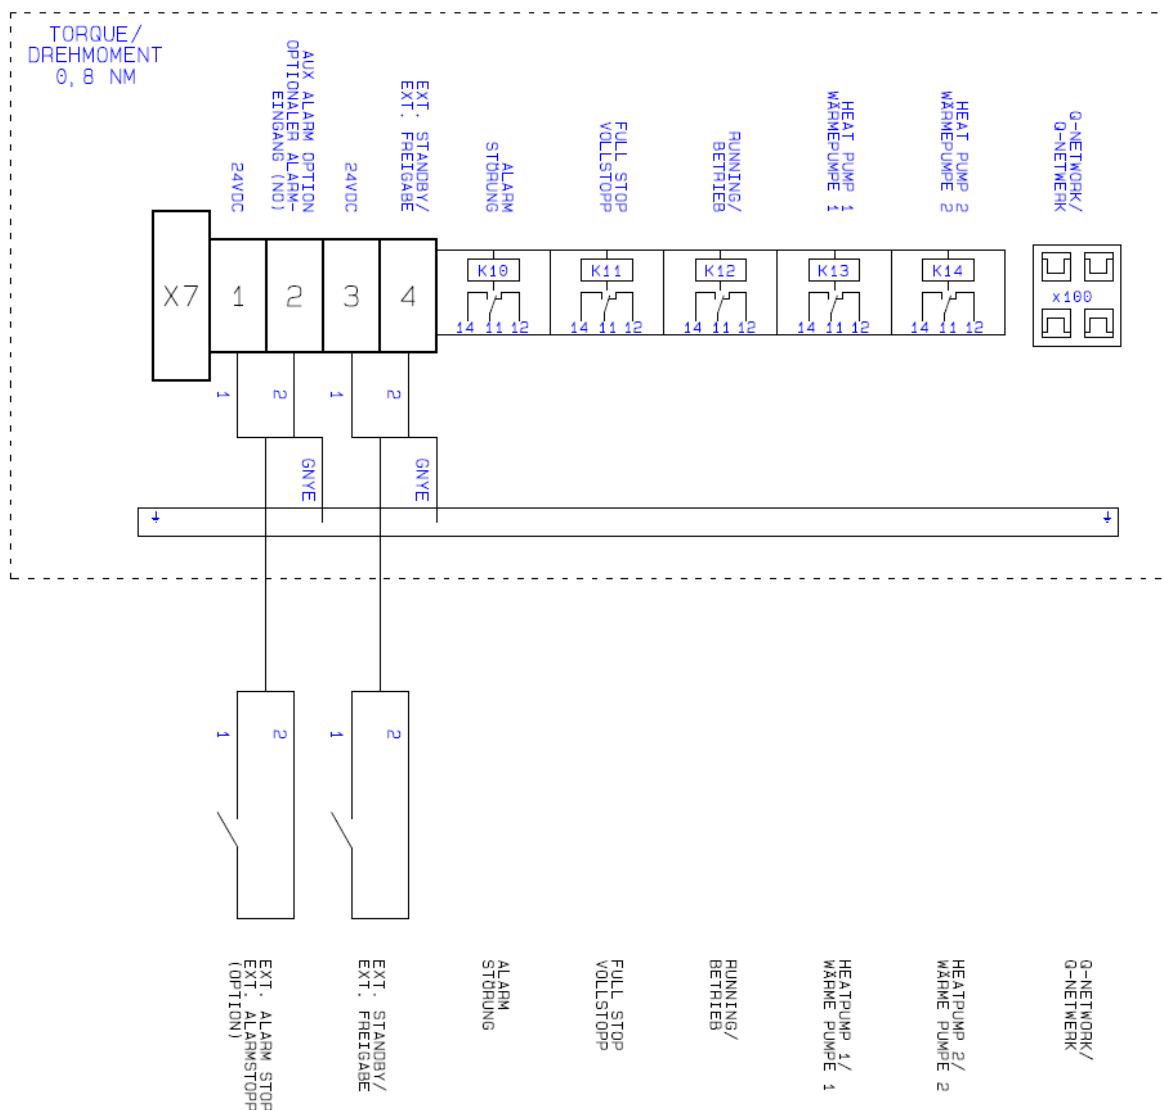 TORQUE/
DREHMOMENT
0,8 NM
24VDC
AUX ALARM OPTION
OPTIONALER ALARM-
EINGANG (NO)
24VDC
EXT. STANDBY/
EXT. FREIGABE
ALARM
STÖRUNG
FULL STOP
VOLLSTOPP
RUNNING/
BETRIEB
HEAT PUMP 1
WÄRMEPUMPE 1
HEAT PUMP 2
WÄRMEPUMPE 2
Q-NETWORK/
Q-NETWERK
X7 1 2 3 4
K10 K11 K12 K13 K14
x100
14 11 12 14 11 12 14 11 12 14 11 12 14 11 12
1 2 1 2
GNYE GNYE
1 2 1 2
EXT. ALARM STOP
EXT. ALARMSTOPP
(OPTION)
EXT. STANDBY/
EXT. FREIGABE
ALARM
STÖRUNG
FULL STOP
VOLLSTOPP
RUNNING/
BETRIEB
HEATPUMP 1/
WÄRME PUMPE 1
HEATPUMP 2/
WÄRME PUMPE 2
Q-NETWORK/
Q-NETWERK